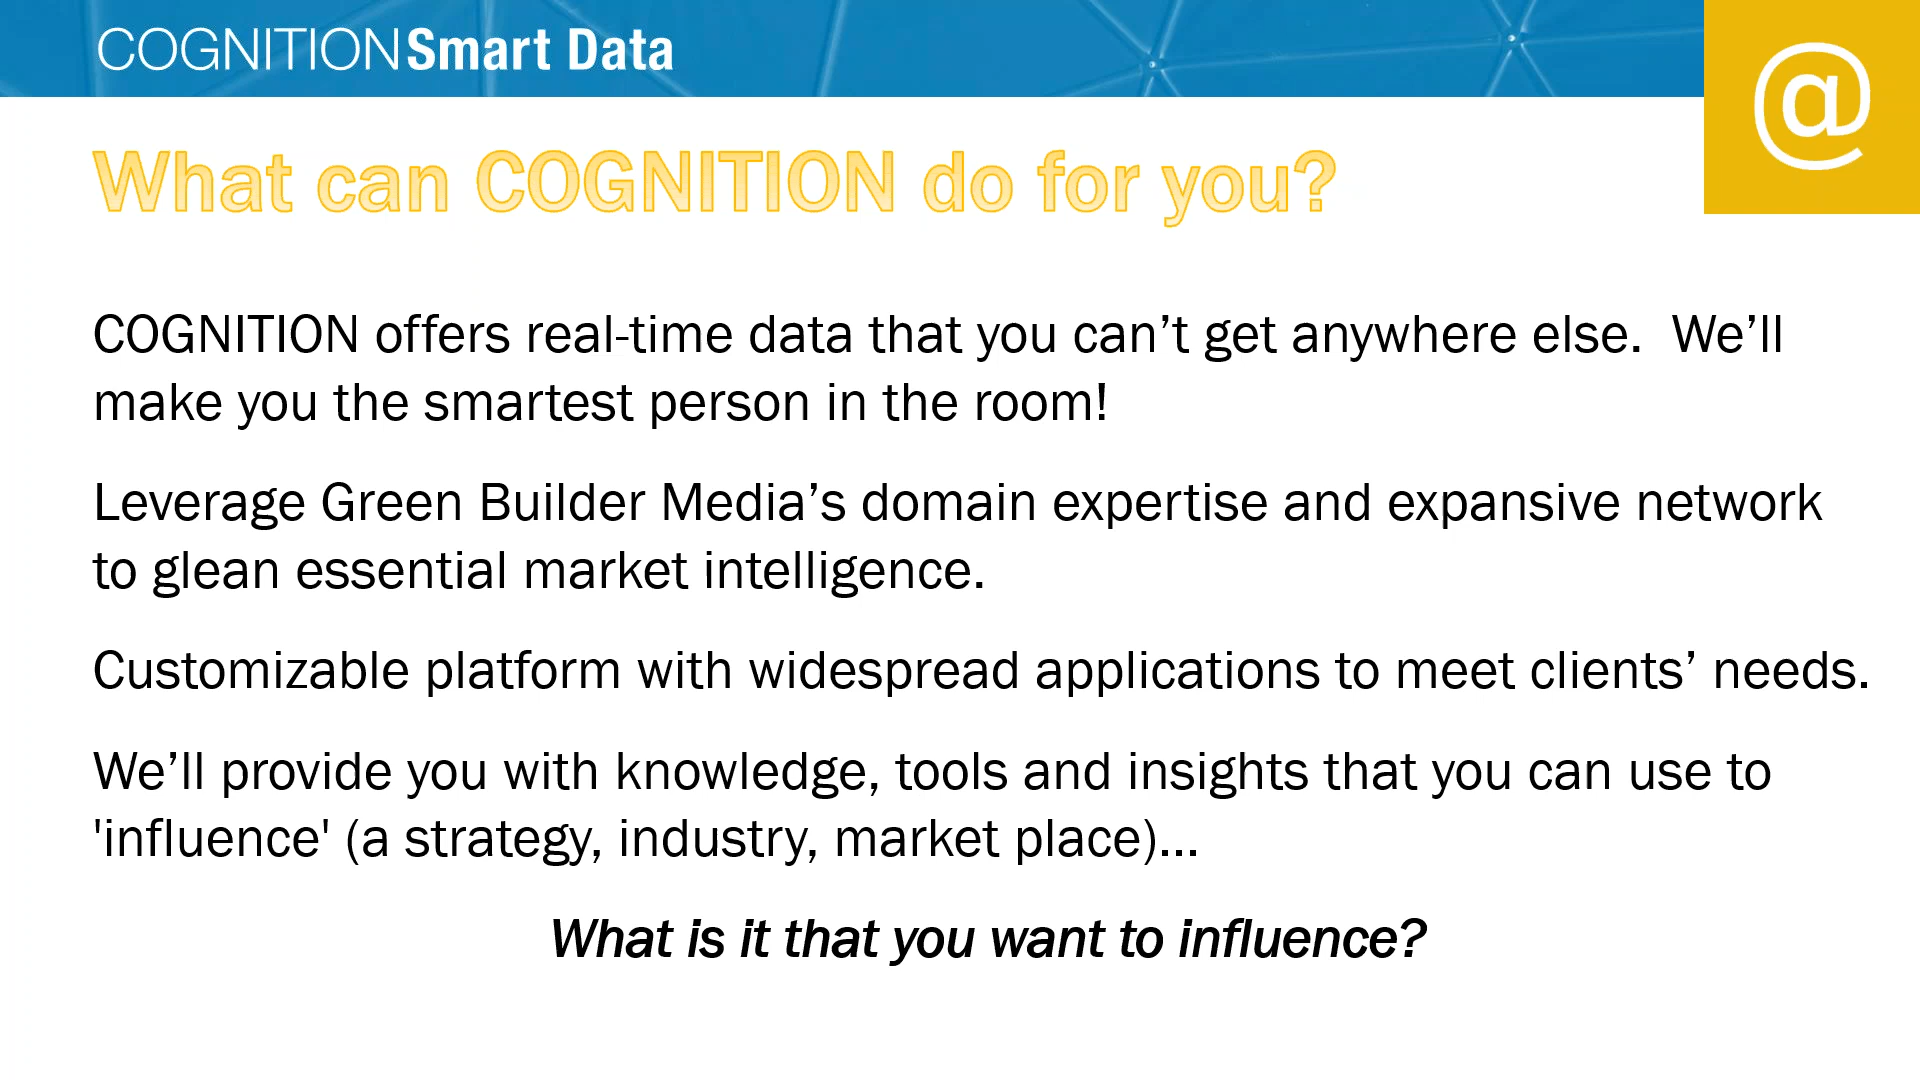 COGNITION Smart Data
@
What can COGNITION do for you?
COGNITION offers real-time data that you can’t get anywhere else.  We’ll
make you the smartest person in the room!
Leverage Green Builder Media’s domain expertise and expansive network
to glean essential market intelligence.
Customizable platform with widespread applications to meet clients’ needs.
We’ll provide you with knowledge, tools and insights that you can use to
'influence' (a strategy, industry, market place)...
What is it that you want to influence?